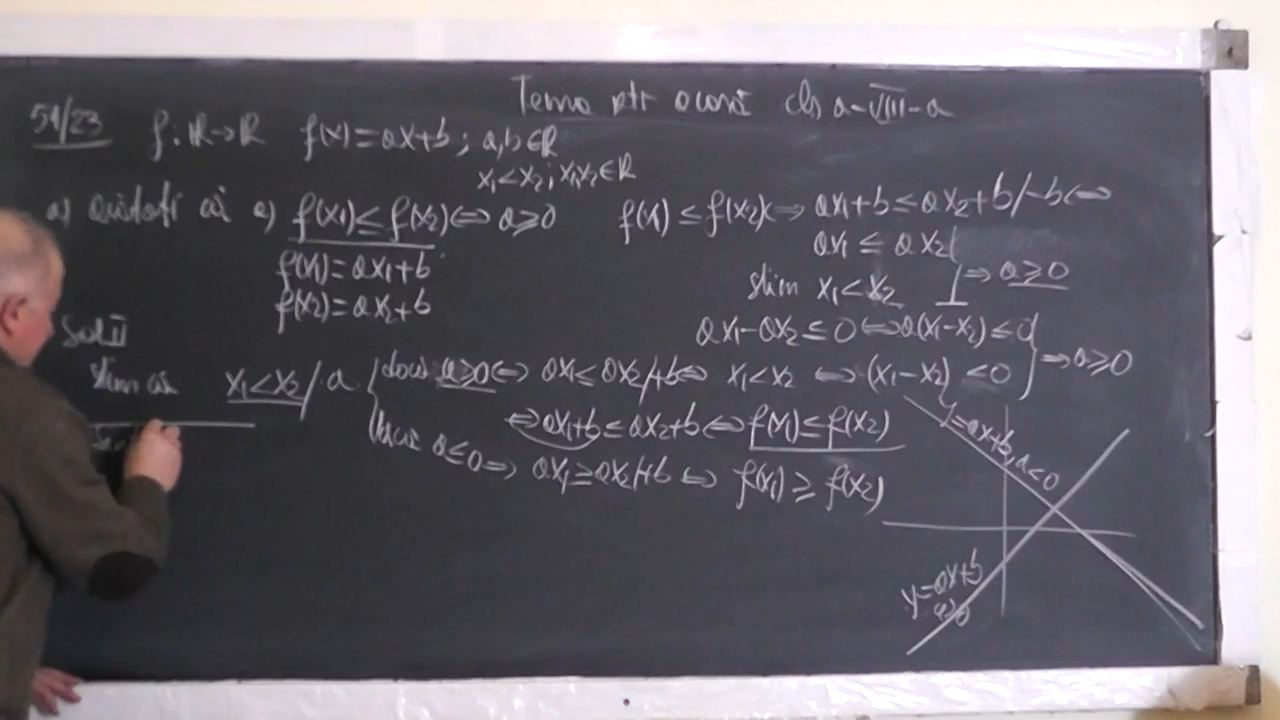 Tema ptr acasă cls a-VIII-a
51/23 f: ℝ→ℝ f(x)=ax+b; a,b∈ℝ
x₁<x₂; x₁,x₂∈ℝ
a) că a) f(x₁)≤f(x₂)⇔ a≥0 f(x₁)≤f(x₂)⇔ ax₁+b≤ax₂+b/-b⇔
f(x₁)=ax₁+b ax₁≤ax₂
f(x₂)=ax₂+b știm x₁<x₂ ⇒ a≥0
Sol II ax₁-ax₂≤0⇔a(x₁-x₂)≤0
știm că x₁<x₂/·a dacă a≥0⇔ ax₁≤ax₂/+b⇔ x₁<x₂ ⇔(x₁-x₂)<0 ⇒a≥0
⇔ax₁+b≤ax₂+b⇔f(x₁)≤f(x₂)
dacă a≤0⇒ ax₁≥ax₂/+b⇔ f(x₁)≥f(x₂)
y=ax+b, a<0
y=ax+b
a>0